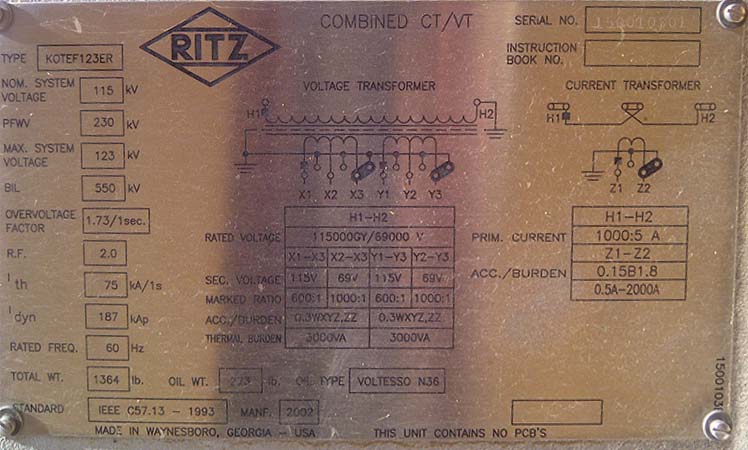 RITZ
COMBINED CT/VT
SERIAL NO.
INSTRUCTION
BOOK NO.
TYPE KOTEF123ER
NOM. SYSTEM
VOLTAGE 115 kV
PFWV 230 kV
MAX. SYSTEM
VOLTAGE 123 kV
BIL 550 kV
OVERVOLTAGE
FACTOR 1.73/1sec.
R.F. 2.0
I th 75 kA/1s
I dyn 187 kAp
RATED FREQ. 60 Hz
TOTAL WT. 1364 lb. OIL WT. lb. OIL TYPE VOLTESSO N36
STANDARD IEEE C57.13 - 1993 MANF. 2002
MADE IN WAYNESBORO, GEORGIA - USA THIS UNIT CONTAINS NO PCB'S
VOLTAGE TRANSFORMER
H1 H2
X1 X2 X3 Y1 Y2 Y3
H1-H2
RATED VOLTAGE 115000GY/69000 V
X1-X3 X2-X3 Y1-Y3 Y2-Y3
SEC. VOLTAGE 115V 69V 115V 69V
MARKED RATIO 600:1 1000:1 600:1 1000:1
ACC./BURDEN 0.3WXYZ,ZZ 0.3WXYZ,ZZ
THERMAL BURDEN 3000VA 3000VA
CURRENT TRANSFORMER
H1 H2
Z1 Z2
H1-H2
PRIM. CURRENT 1000:5 A
Z1-Z2
ACC./BURDEN 0.15B1.8
0.5A-2000A